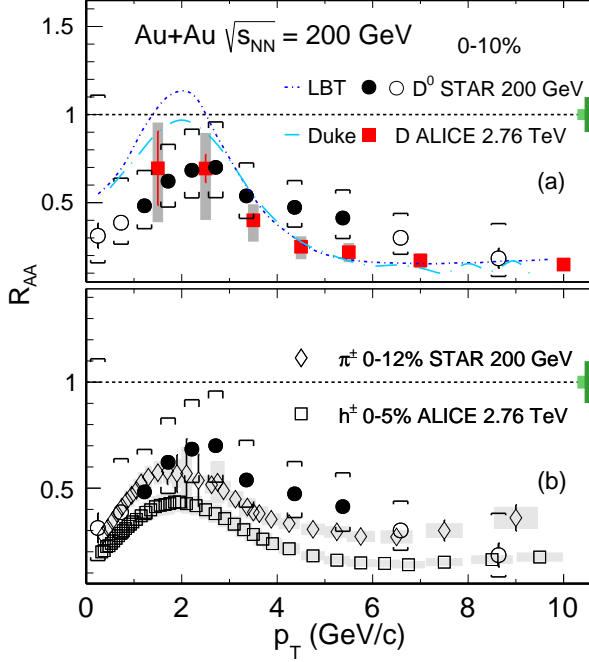 Au+Au √s_NN = 200 GeV
0-10%
LBT
D⁰ STAR 200 GeV
Duke
D ALICE 2.76 TeV
(a)
1.5
1
0.5
R_AA
π± 0-12% STAR 200 GeV
h± 0-5% ALICE 2.76 TeV
(b)
1
0.5
0 2 4 6 8 10
p_T (GeV/c)